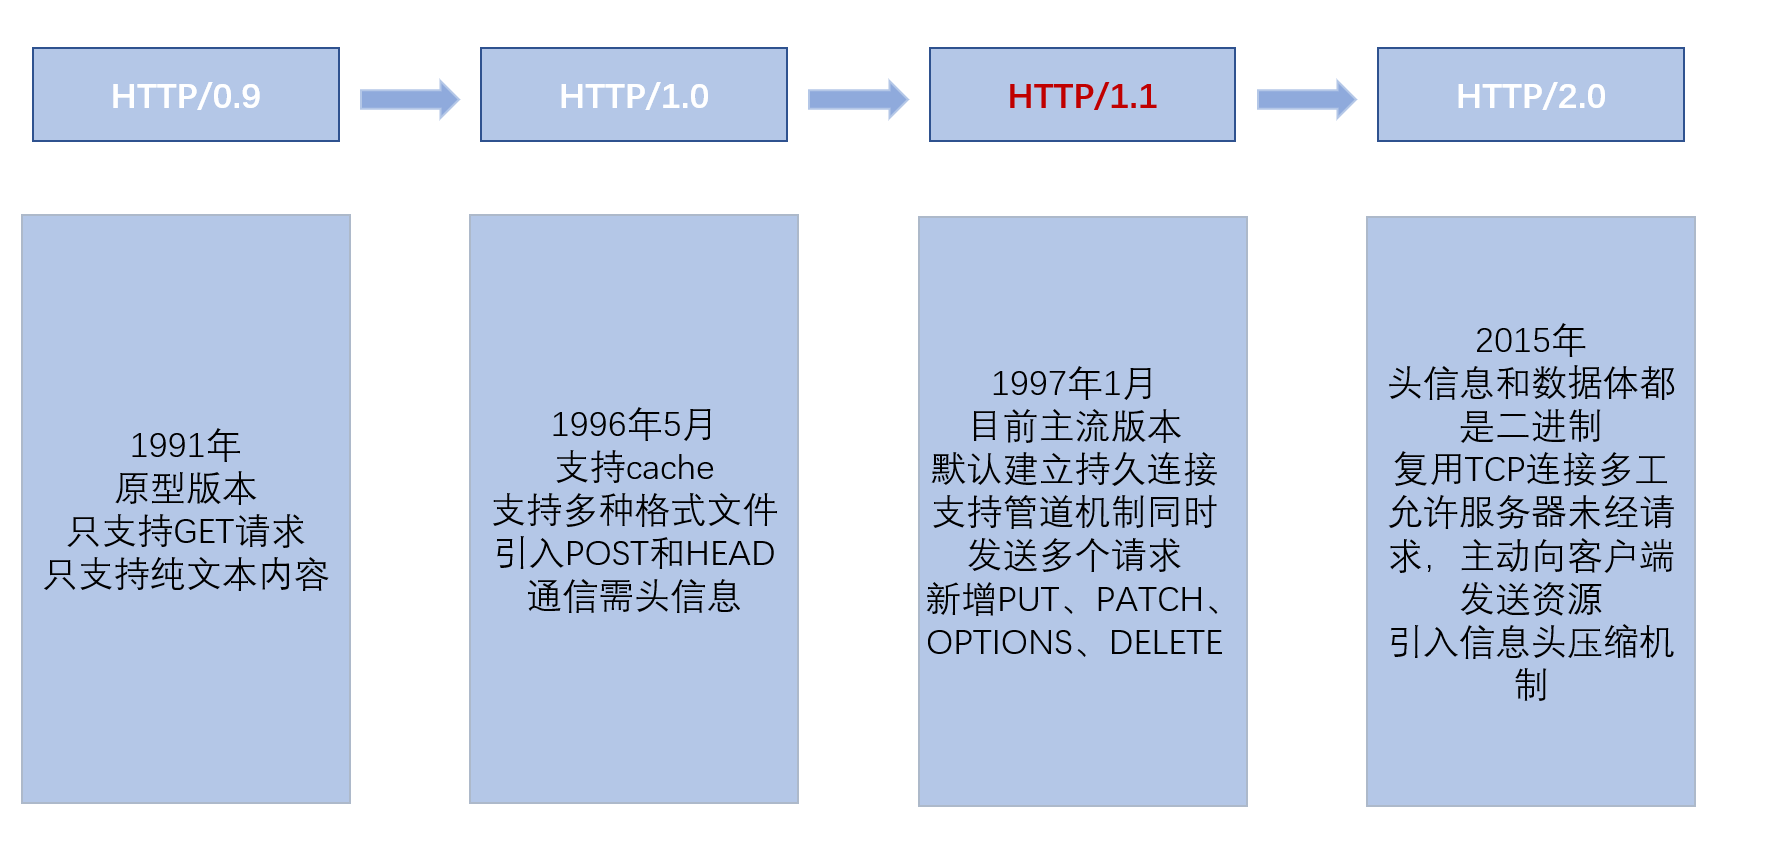 HTTP/0.9
HTTP/1.0
HTTP/1.1
HTTP/2.0
1991年
原型版本
只支持GET请求
只支持纯文本内容
1996年5月
支持cache
支持多种格式文件
引入POST和HEAD
通信需头信息
1997年1月
目前主流版本
默认建立持久连接
支持管道机制同时
发送多个请求
新增PUT、PATCH、
OPTIONS、DELETE
2015年
头信息和数据体都
是二进制
复用TCP连接多工
允许服务器未经请
求，主动向客户端
发送资源
引入信息头压缩机
制